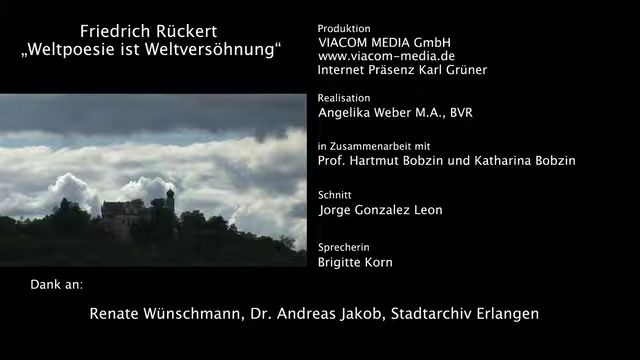 Friedrich Rückert
„Weltpoesie ist Weltversöhnung“
Produktion
VIACOM MEDIA GmbH
www.viacom-media.de
Internet Präsenz Karl Grüner
Realisation
Angelika Weber M.A., BVR
in Zusammenarbeit mit
Prof. Hartmut Bobzin und Katharina Bobzin
Schnitt
Jorge Gonzalez Leon
Sprecherin
Brigitte Korn
Dank an:
Renate Wünschmann, Dr. Andreas Jakob, Stadtarchiv Erlangen